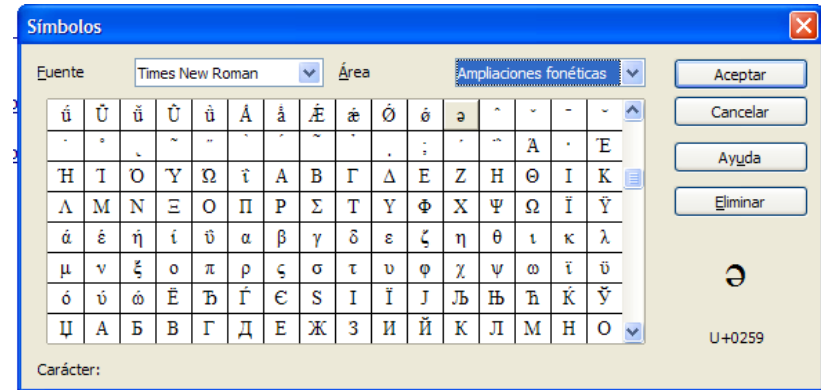 Símbolos
Fuente Times New Roman Área Ampliaciones fonéticas Aceptar
Cancelar
Ayuda
Eliminar
ǘ Ǚ ǚ Ǜ ǜ Ǻ ǻ Ǽ ǽ Ǿ ǿ ə ˆ ˇ ˉ ˘
˙ ˚ ˛ ˜ ˝ ̀ ́ ̃ ̉ ̣ ; ΄ ΅ Ά · Έ
Ή Ί Ό Ύ Ώ ΐ Α Β Γ Δ Ε Ζ Η Θ Ι Κ
Λ Μ Ν Ξ Ο Π Ρ Σ Τ Υ Φ Χ Ψ Ω Ϊ Ϋ
ά έ ή ί ΰ α β γ δ ε ζ η θ ι κ λ
μ ν ξ ο π ρ ς σ τ υ φ χ ψ ω ϊ ϋ
ό ύ ώ Ё Ђ Ѓ Є Ѕ І Ї Ј Љ Њ Ћ Ќ Ў
Џ А Б В Г Д Е Ж З И Й К Л М Н О
ə
U+0259
Carácter: